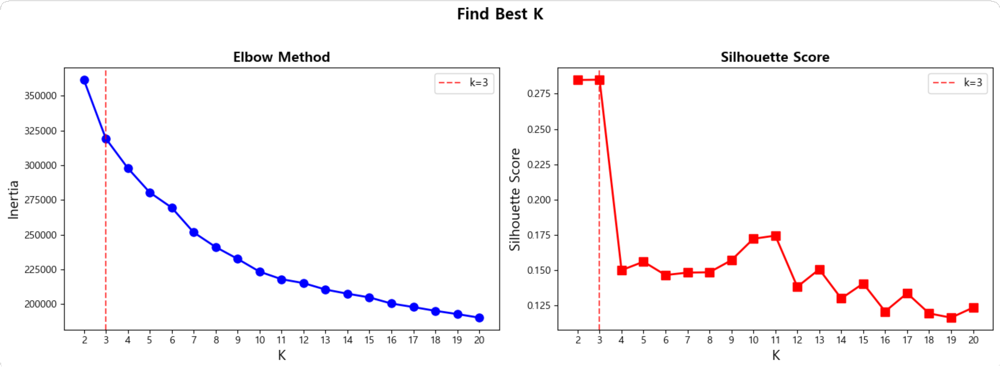 Find Best K
Elbow Method
k=3
350000
325000
300000
275000
250000
225000
200000
Inertia
2 3 4 5 6 7 8 9 10 11 12 13 14 15 16 17 18 19 20
K
Silhouette Score
k=3
0.275
0.250
0.225
0.200
0.175
0.150
0.125
Silhouette Score
2 3 4 5 6 7 8 9 10 11 12 13 14 15 16 17 18 19 20
K